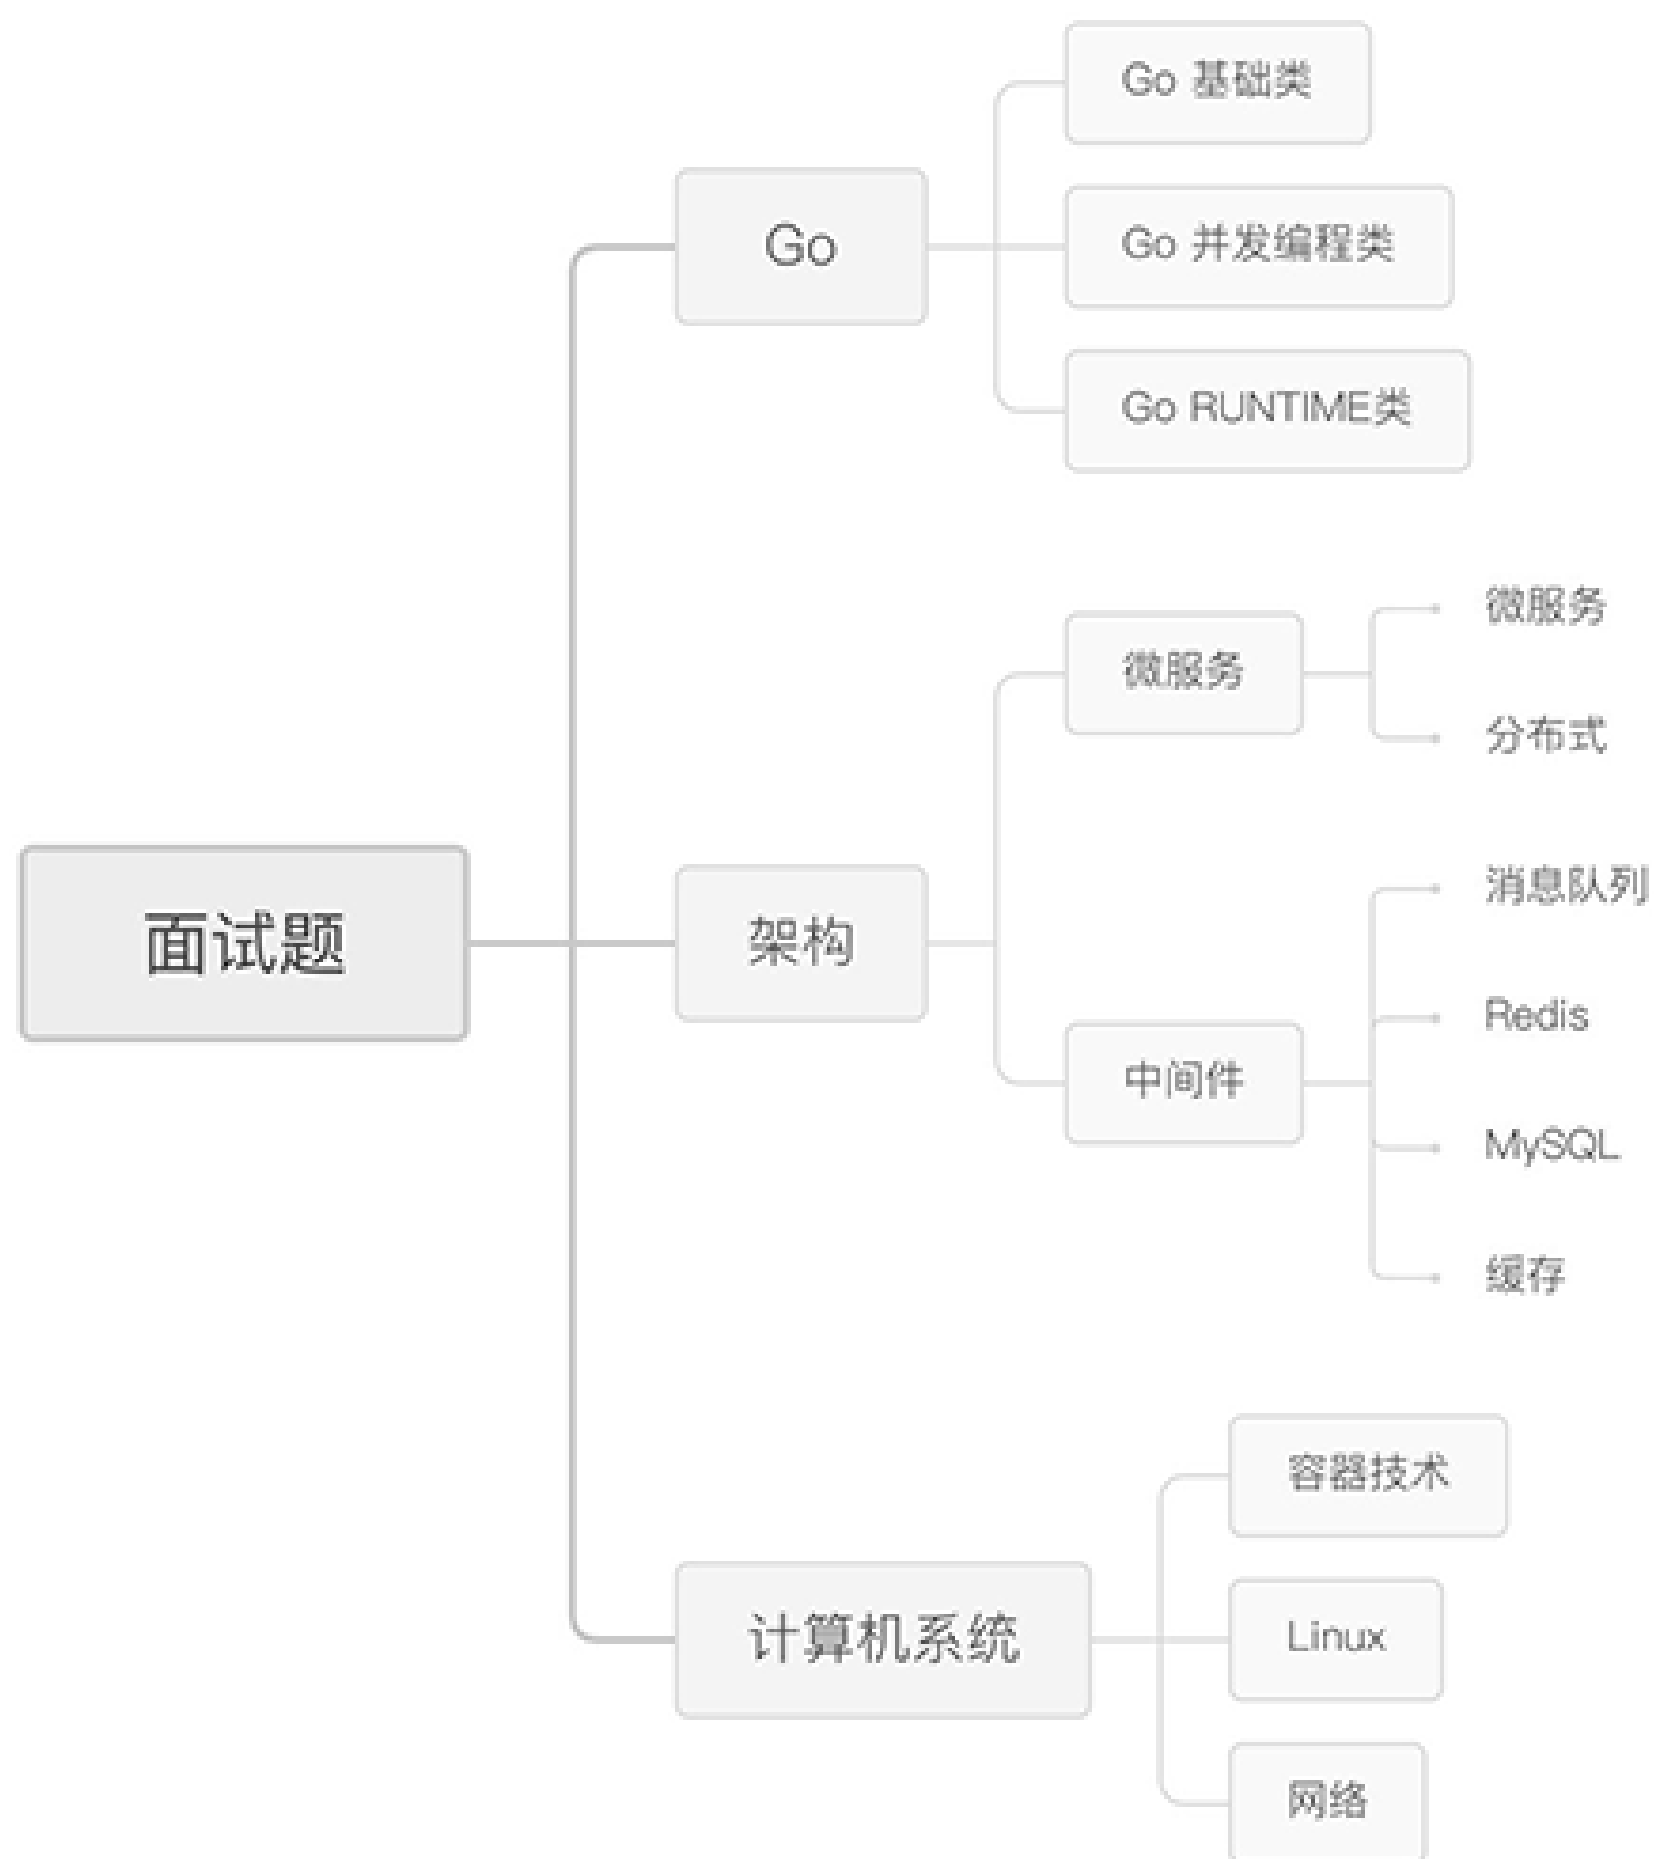 面试题
Go
Go 基础类
Go 并发编程类
Go RUNTIME类
架构
微服务
微服务
分布式
中间件
消息队列
Redis
MySQL
缓存
计算机系统
容器技术
Linux
网络